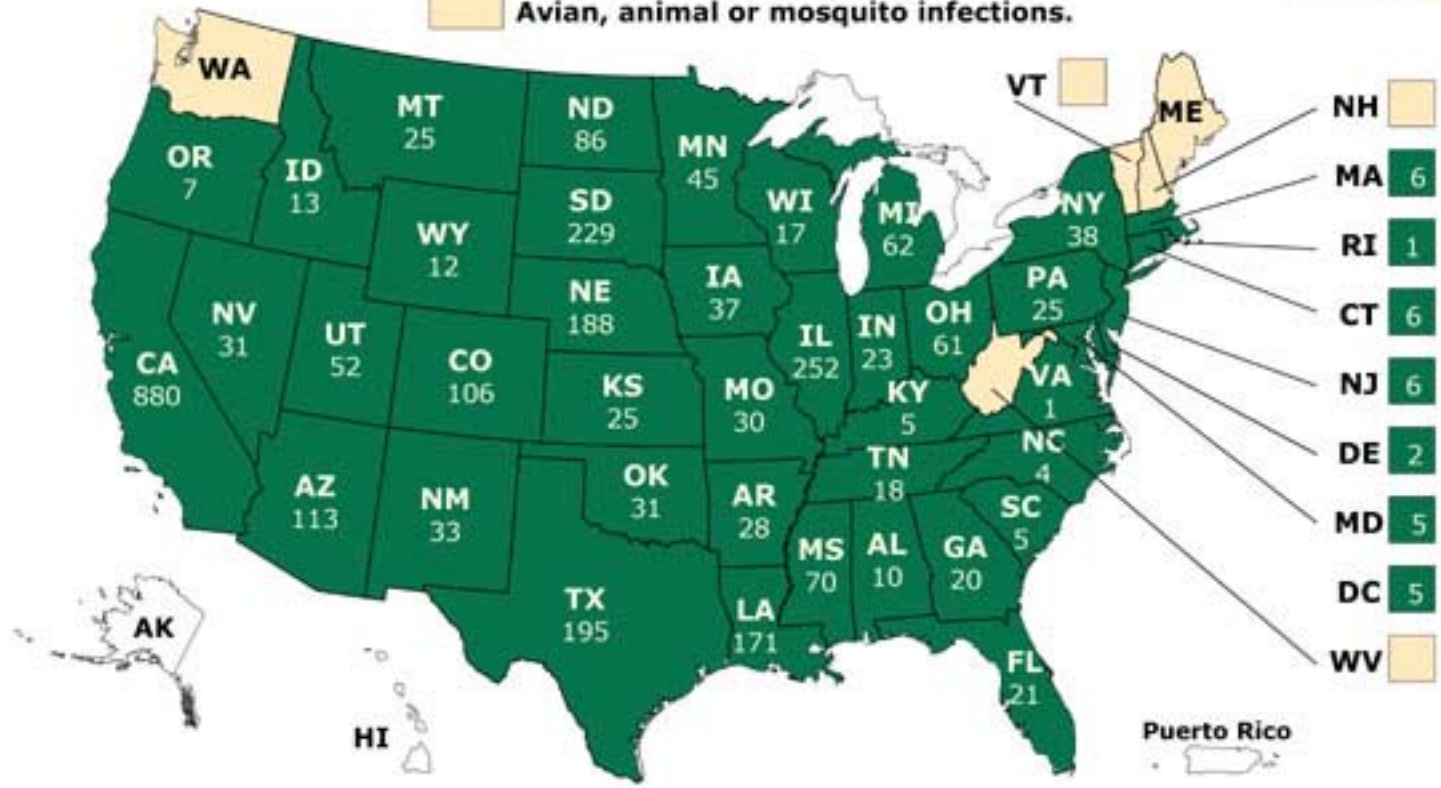 Avian, animal or mosquito infections.
WA
VT
NH
ME
MT
25
ND
86
MN
45
OR
7
ID
13
MA 6
SD
229
WI
17
MI
62
NY
38
WY
12
RI 1
IA
37
PA
25
NE
188
NV
31
UT
52
CO
106
IL
252
IN
23
OH
61
CT 6
CA
880
KS
25
MO
30
KY
5
VA
1
NJ 6
NC
4
DE 2
TN
18
AZ
113
NM
33
OK
31
AR
28
SC
5
MD 5
MS
70
AL
10
GA
20
DC 5
TX
195
LA
171
AK
FL
21
WV
HI
Puerto Rico